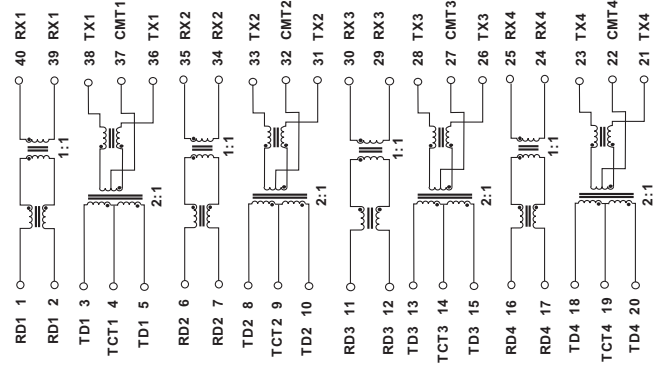 40 RX1
39 RX1
38 TX1
37 CMT1
36 TX1
35 RX2
34 RX2
33 TX2
32 CMT2
31 TX2
30 RX3
29 RX3
28 TX3
27 CMT3
26 TX3
25 RX4
24 RX4
23 TX4
22 CMT4
21 TX4
1:1
2:1
1:1
2:1
1:1
2:1
1:1
2:1
RD1 1
RD1 2
TD1 3
TCT1 4
TD1 5
RD2 6
RD2 7
TD2 8
TCT2 9
TD2 10
RD3 11
RD3 12
TD3 13
TCT3 14
TD3 15
RD4 16
RD4 17
TD4 18
TCT4 19
TD4 20